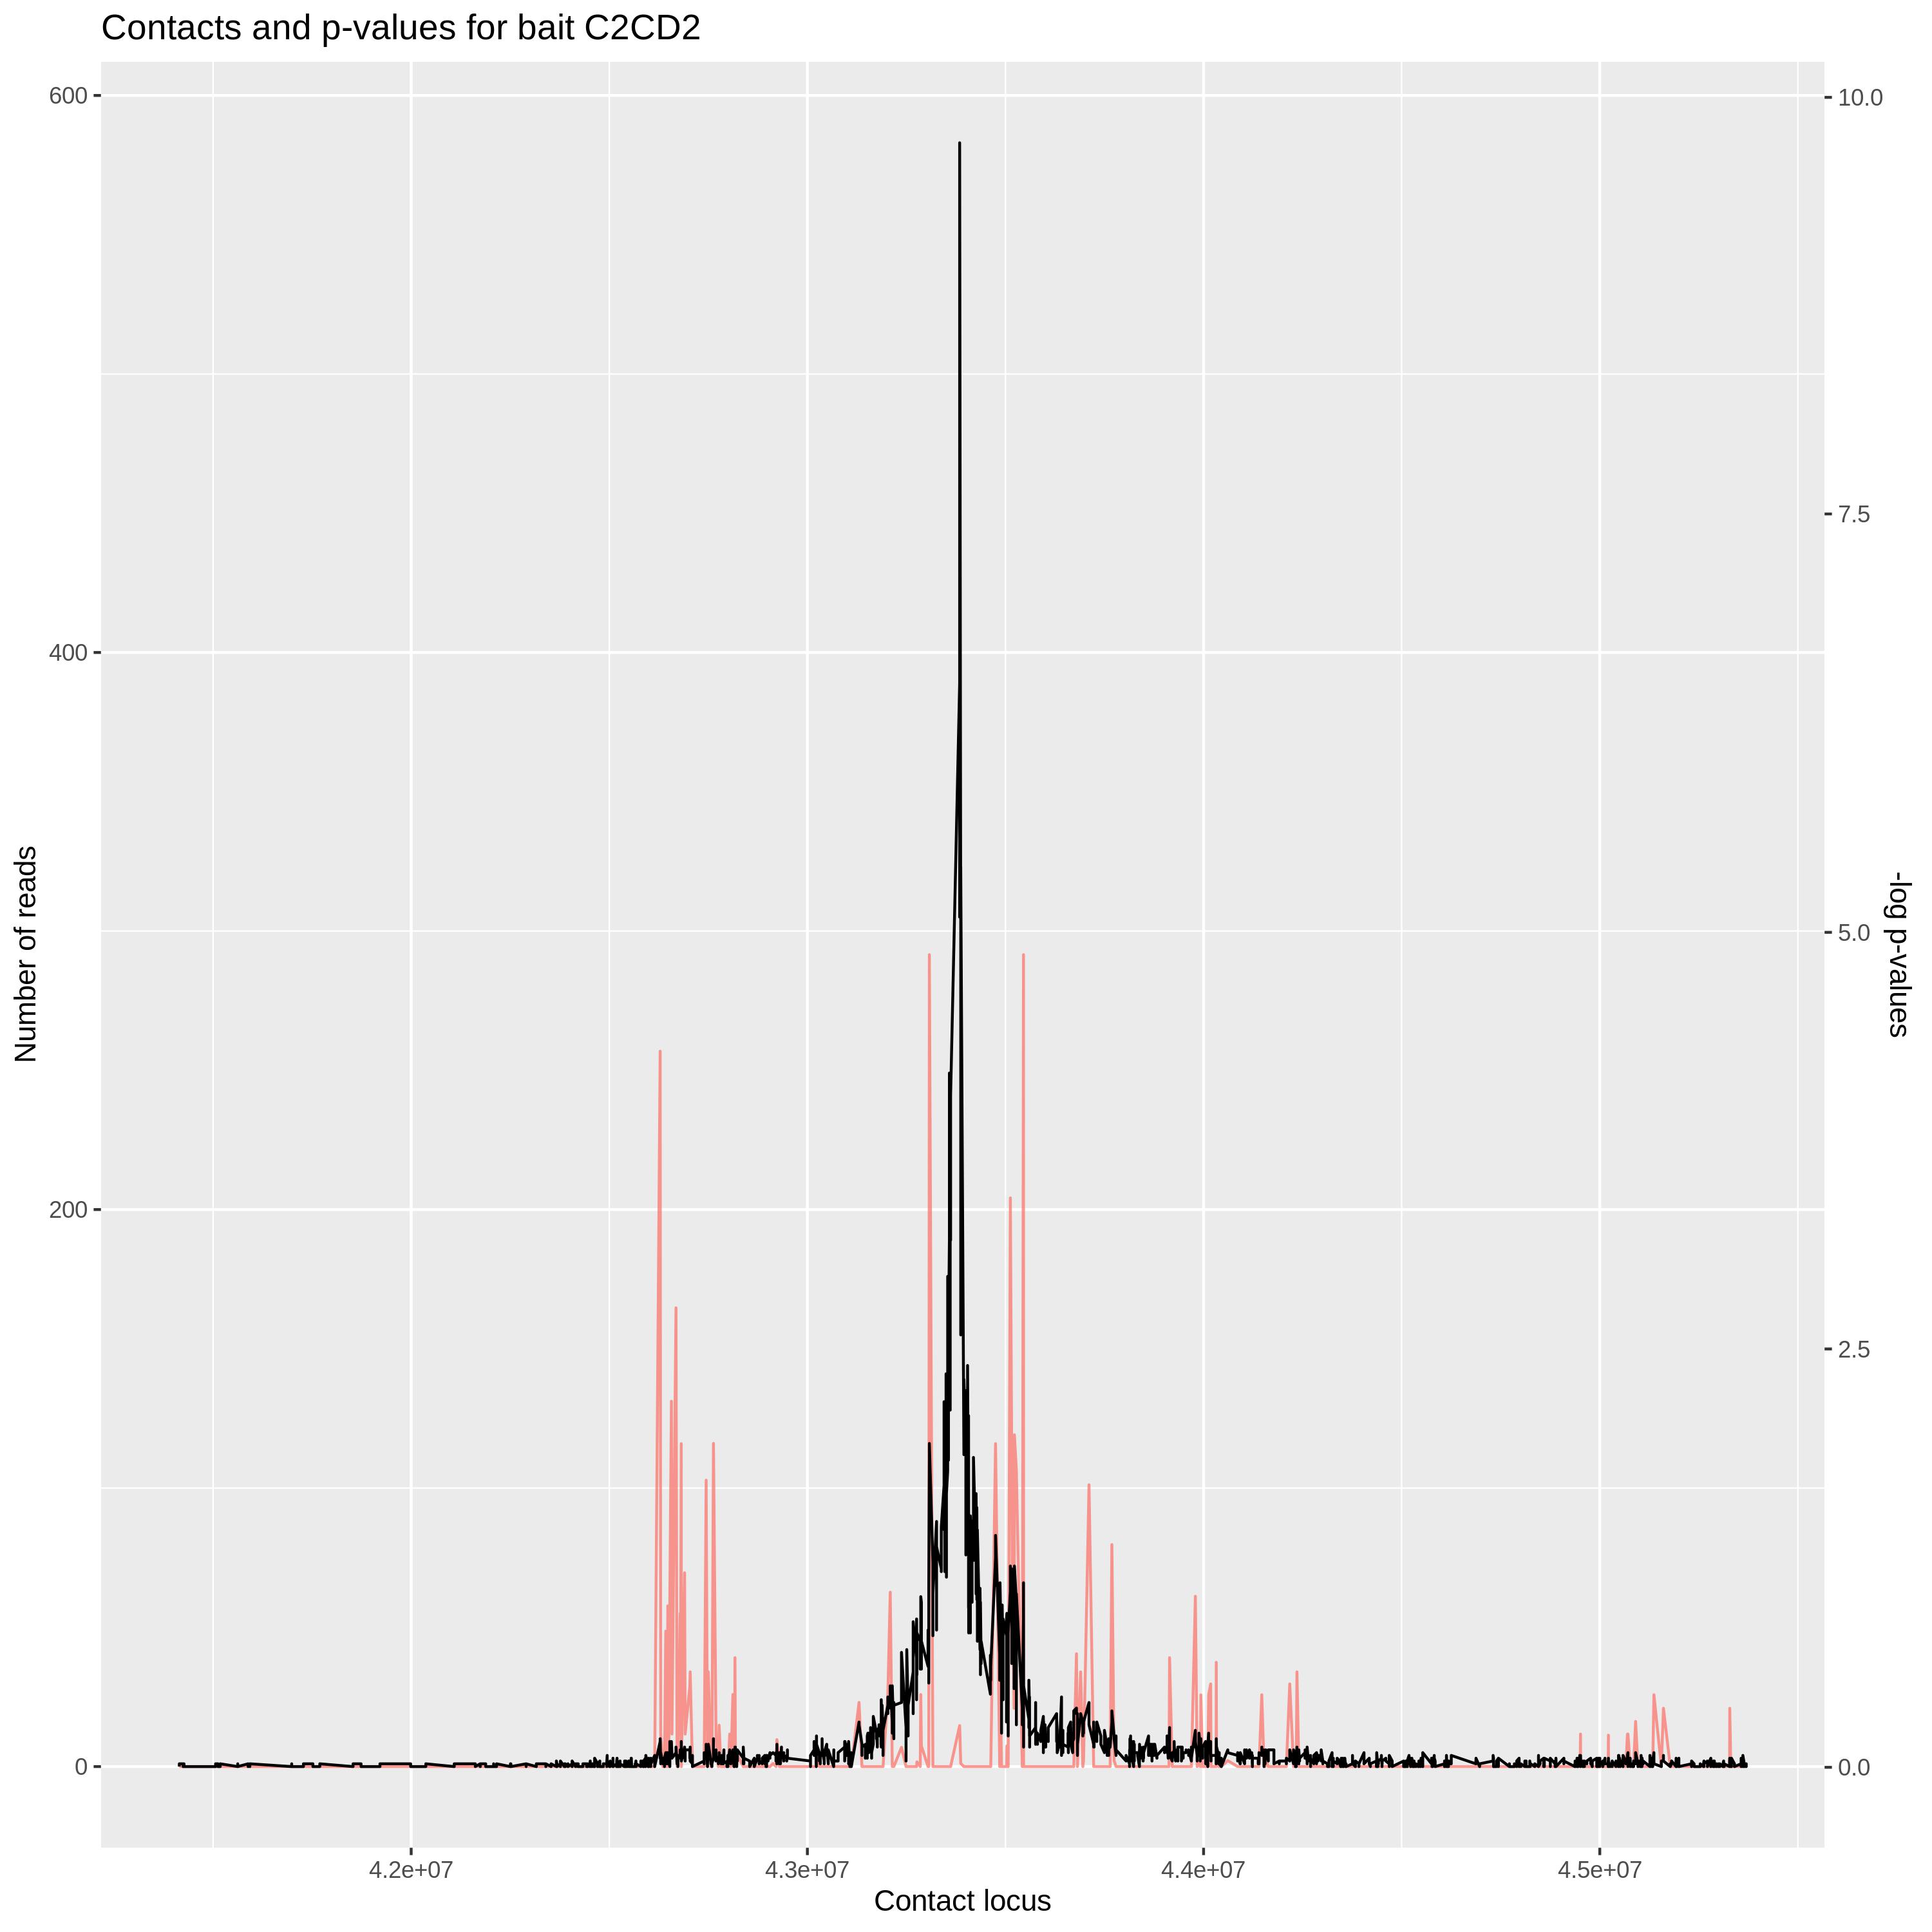 Contacts and p-values for bait C2CD2
600
400
200
0
Number of reads
10.0
7.5
5.0
2.5
0.0
-log p-values
4.2e+07
4.3e+07
4.4e+07
4.5e+07
Contact locus